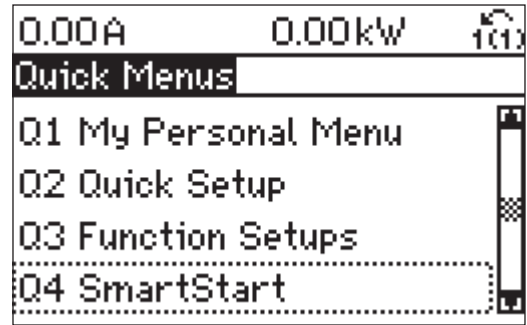 0.00A 0.00kW 1(1)
Quick Menus
Q1 My Personal Menu
Q2 Quick Setup
Q3 Function Setups
Q4 SmartStart